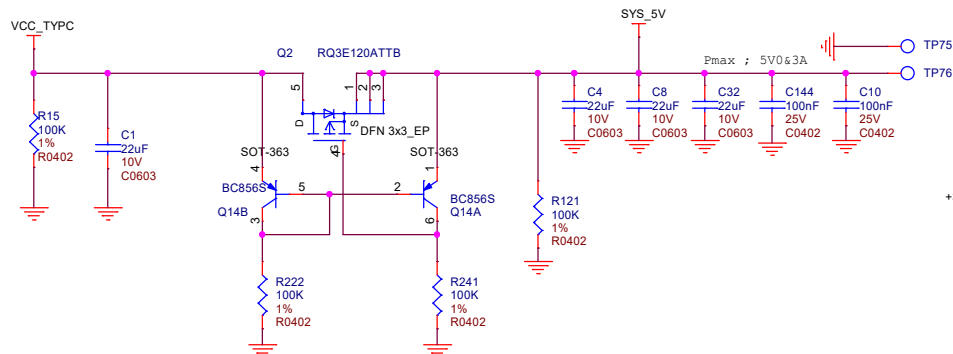 VCC_TYPC
SYS_5V
Q2 RQ3E120ATTB
Pmax ; 5V0&3A
TP75
TP76
5
1
2
3
D
S
G
4
DFN 3x3_EP
R15
100K
1%
R0402
C1
22uF
10V
C0603
C4
22uF
10V
C0603
C8
22uF
10V
C0603
C32
22uF
10V
C0603
C144
100nF
25V
C0402
C10
100nF
25V
C0402
SOT-363
4
BC856S
Q14B
5
3
SOT-363
1
BC856S
Q14A
2
6
R121
100K
1%
R0402
R222
100K
1%
R0402
R241
100K
1%
R0402